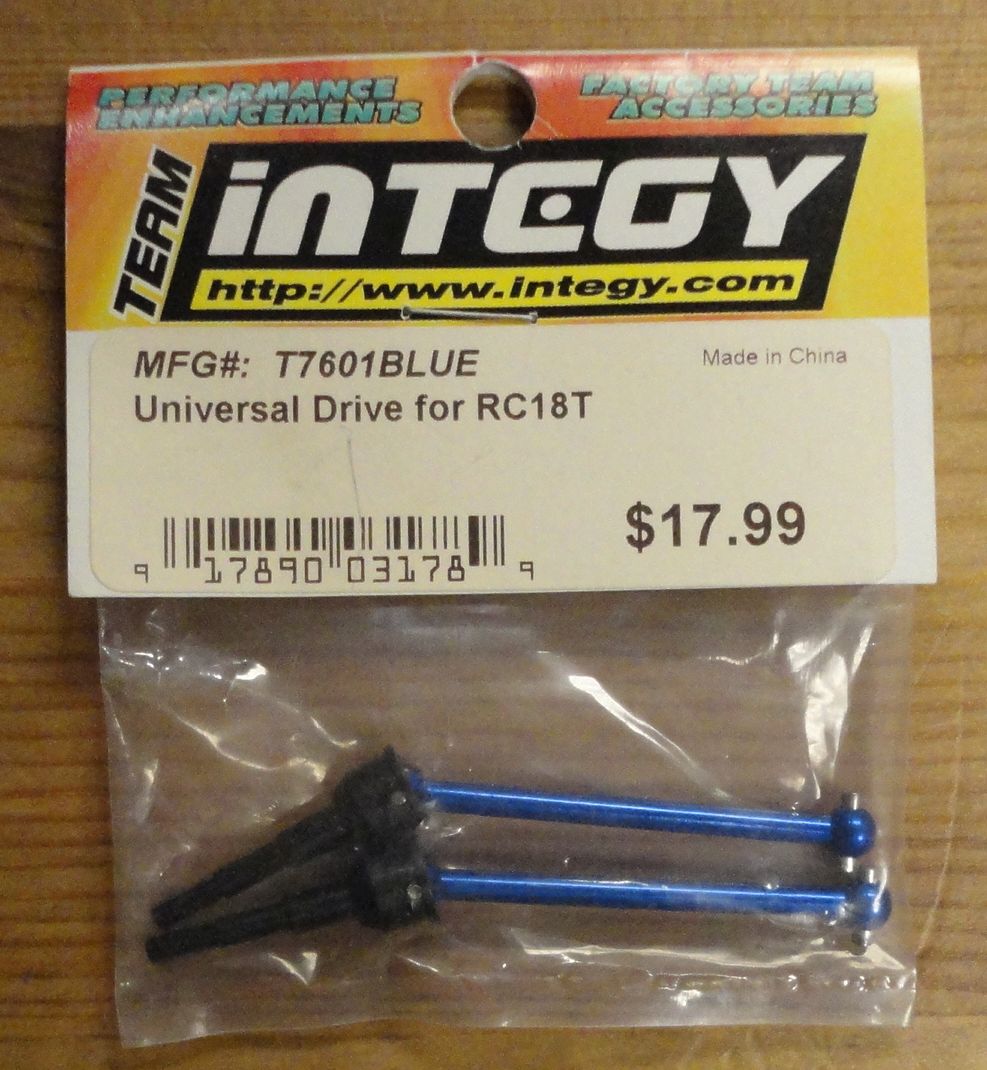 PERFORMANCE
ENHANCEMENTS
FACTORY TEAM
ACCESSORIES
TEAM
iNTEGY
http://www.integy.com
MFG#: T7601BLUE
Made in China
Universal Drive for RC18T
$17.99
9 17890 03178 9